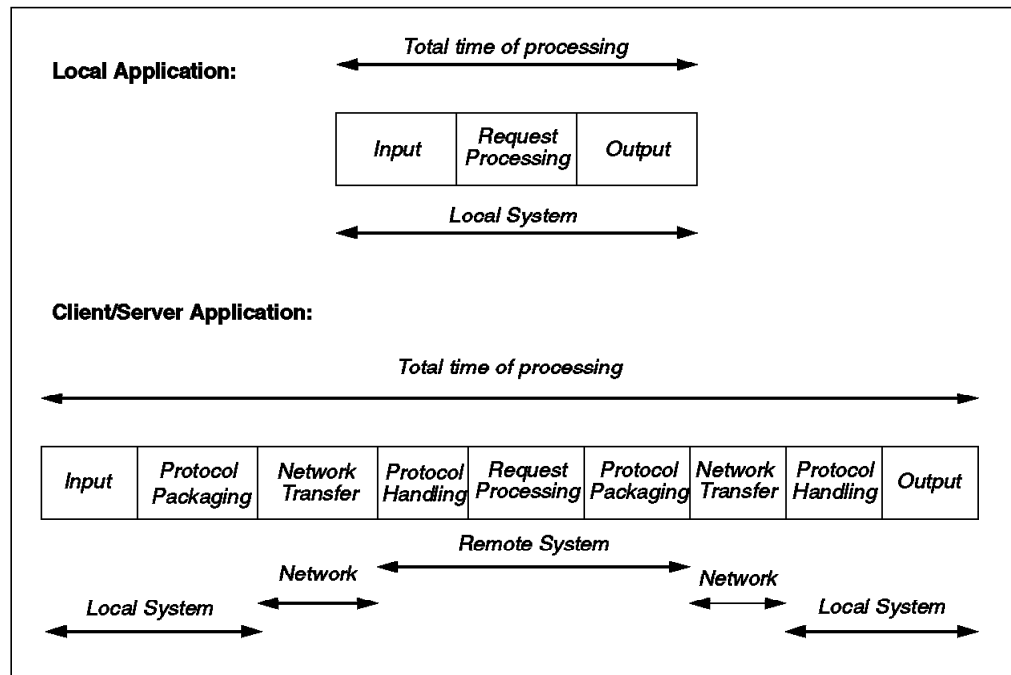 Total time of processing
Local Application:
Input
Request
Processing
Output
Local System
Client/Server Application:
Total time of processing
Input
Protocol
Packaging
Network
Transfer
Protocol
Handling
Request
Processing
Protocol
Packaging
Network
Transfer
Protocol
Handling
Output
Remote System
Network
Network
Local System
Local System